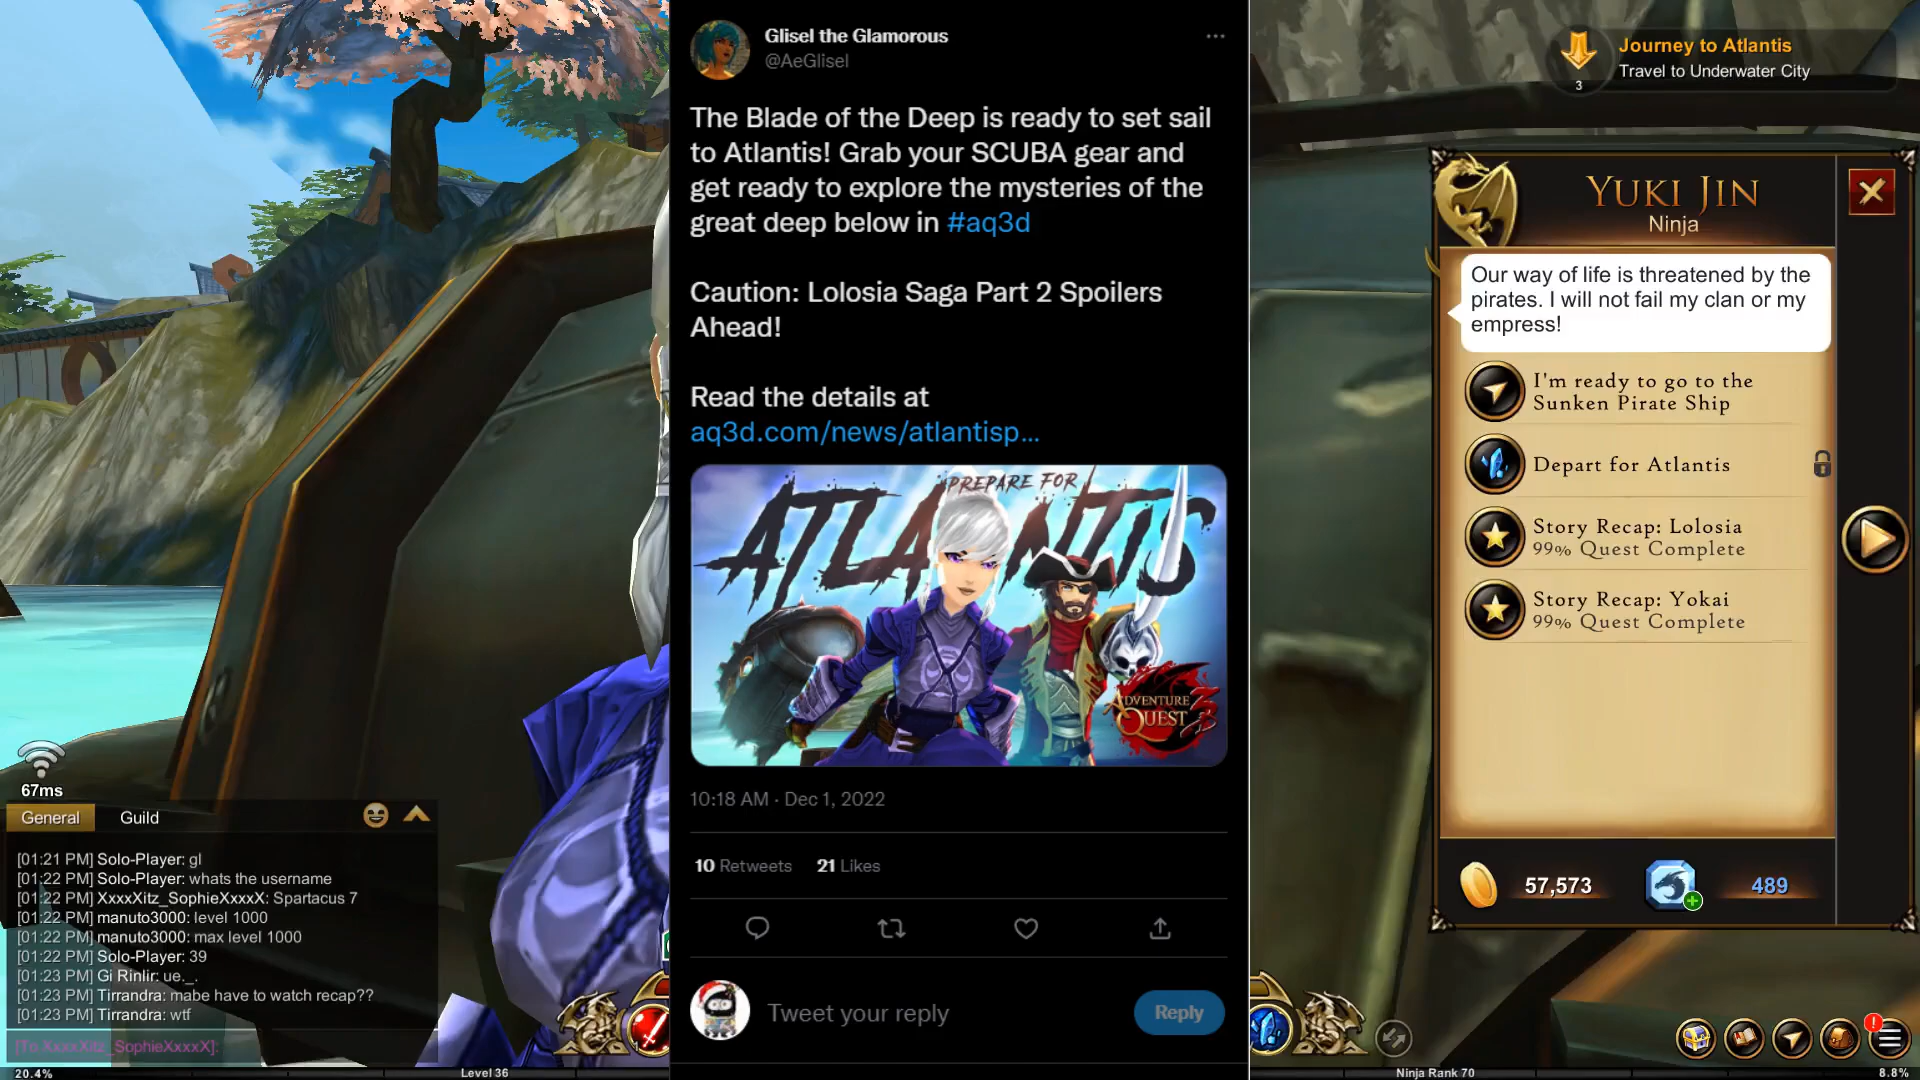 67ms
General
Guild
[01:21 PM] Solo-Player: gl
[01:22 PM] Solo-Player: whats the username
[01:22 PM] XxxxXitz_SophieXxxxX: Spartacus 7
[01:22 PM] manuto3000: level 1000
[01:22 PM] manuto3000: max level 1000
[01:22 PM] Solo-Player: 39
[01:23 PM] Gi Rinlir: ue._.
[01:23 PM] Tirrandra: mabe have to watch recap??
[01:23 PM] Tirrandra: wtf
[To XxxxXitz_SophieXxxxX]:
20.4%
Level 36
Glisel the Glamorous
@AeGlisel
The Blade of the Deep is ready to set sail
to Atlantis! Grab your SCUBA gear and
get ready to explore the mysteries of the
great deep below in #aq3d
Caution: Lolosia Saga Part 2 Spoilers
Ahead!
Read the details at
aq3d.com/news/atlantisp...
PREPARE FOR
ATLANTIS
ADVENTURE
QUEST 3
10:18 AM · Dec 1, 2022
10 Retweets 21 Likes
Tweet your reply
Reply
Journey to Atlantis
Travel to Underwater City
3
YUKI JIN
Ninja
Our way of life is threatened by the
pirates. I will not fail my clan or my
empress!
I'm ready to go to the
Sunken Pirate Ship
Depart for Atlantis
Story Recap: Lolosia
99% Quest Complete
Story Recap: Yokai
99% Quest Complete
57,573
489
1
!
Ninja Rank 70
8.8%